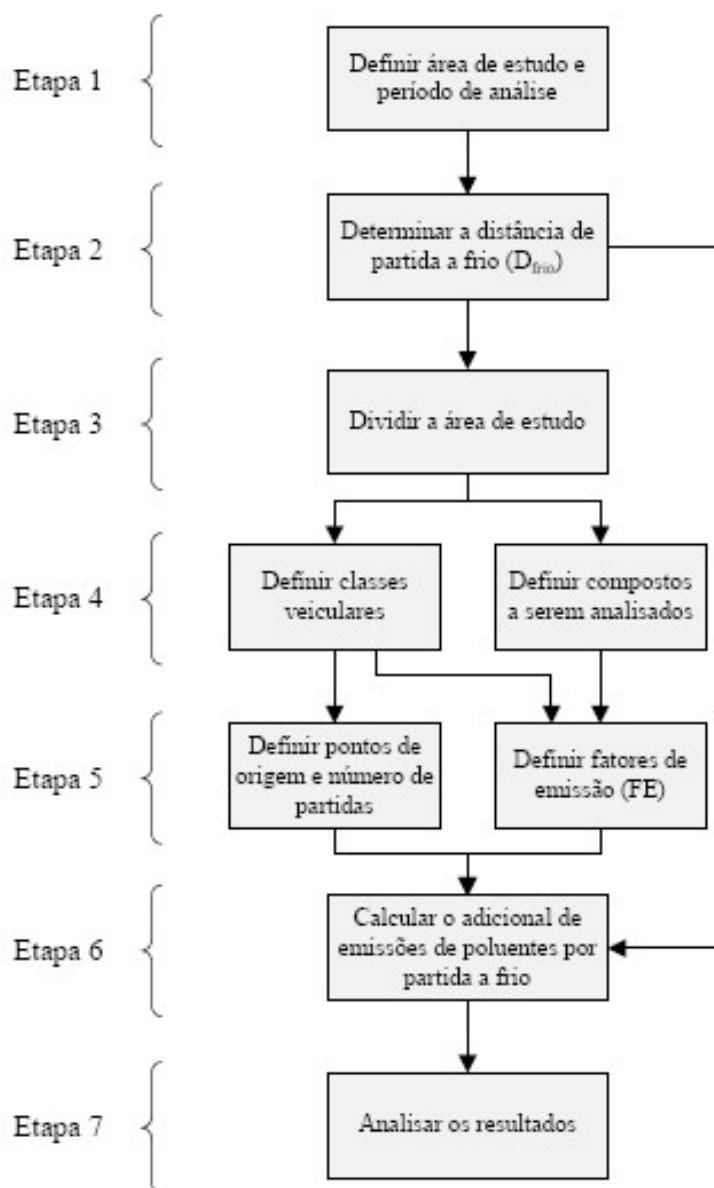 Etapa 1
Definir área de estudo e
período de análise
Etapa 2
Determinar a distância de
partida a frio (Dfrio)
Etapa 3
Dividir a área de estudo
Etapa 4
Definir classes
veiculares
Definir compostos
a serem analisados
Etapa 5
Definir pontos de
origem e número de
partidas
Definir fatores de
emissão (FE)
Etapa 6
Calcular o adicional de
emissões de poluentes por
partida a frio
Etapa 7
Analisar os resultados